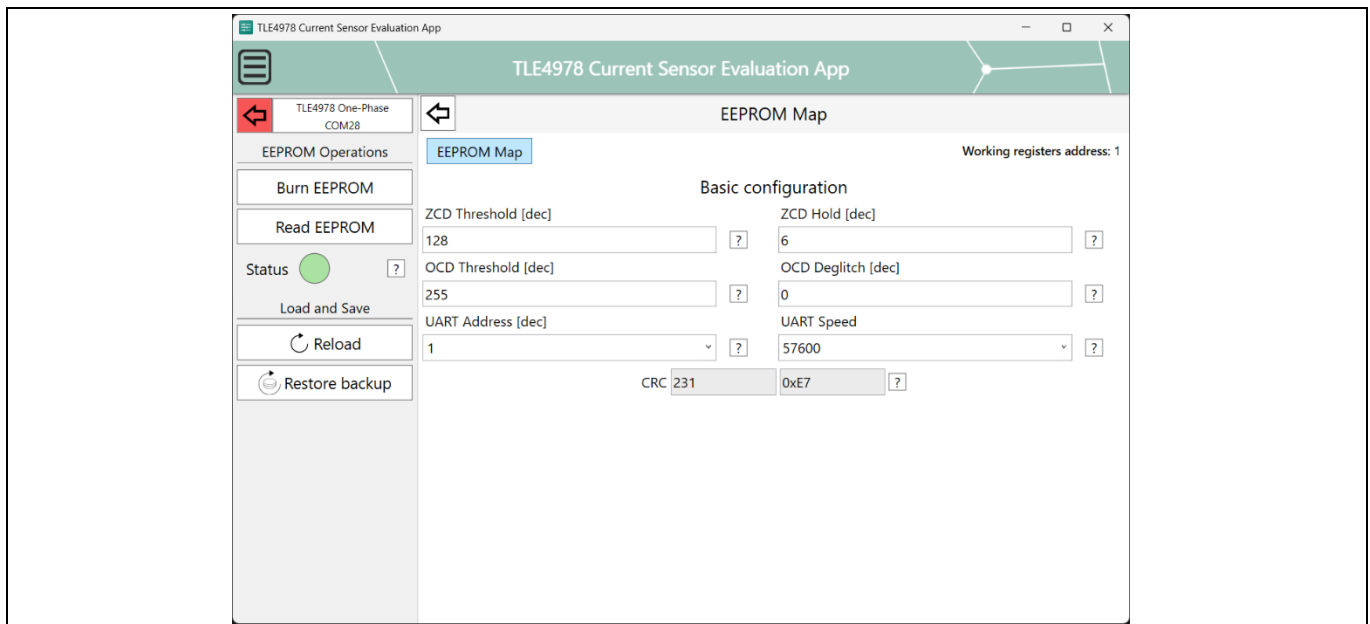 TLE4978 Current Sensor Evaluation App
TLE4978 Current Sensor Evaluation App
TLE4978 One-Phase
COM28
EEPROM Operations
Burn EEPROM
Read EEPROM
Status ?
Load and Save
Reload
Restore backup
EEPROM Map
EEPROM Map
Working registers address: 1
Basic configuration
ZCD Threshold [dec] ZCD Hold [dec]
128 ? 6 ?
OCD Threshold [dec] OCD Deglitch [dec]
255 ? 0 ?
UART Address [dec] UART Speed
1 ? 57600 ?
CRC 231 0xE7 ?